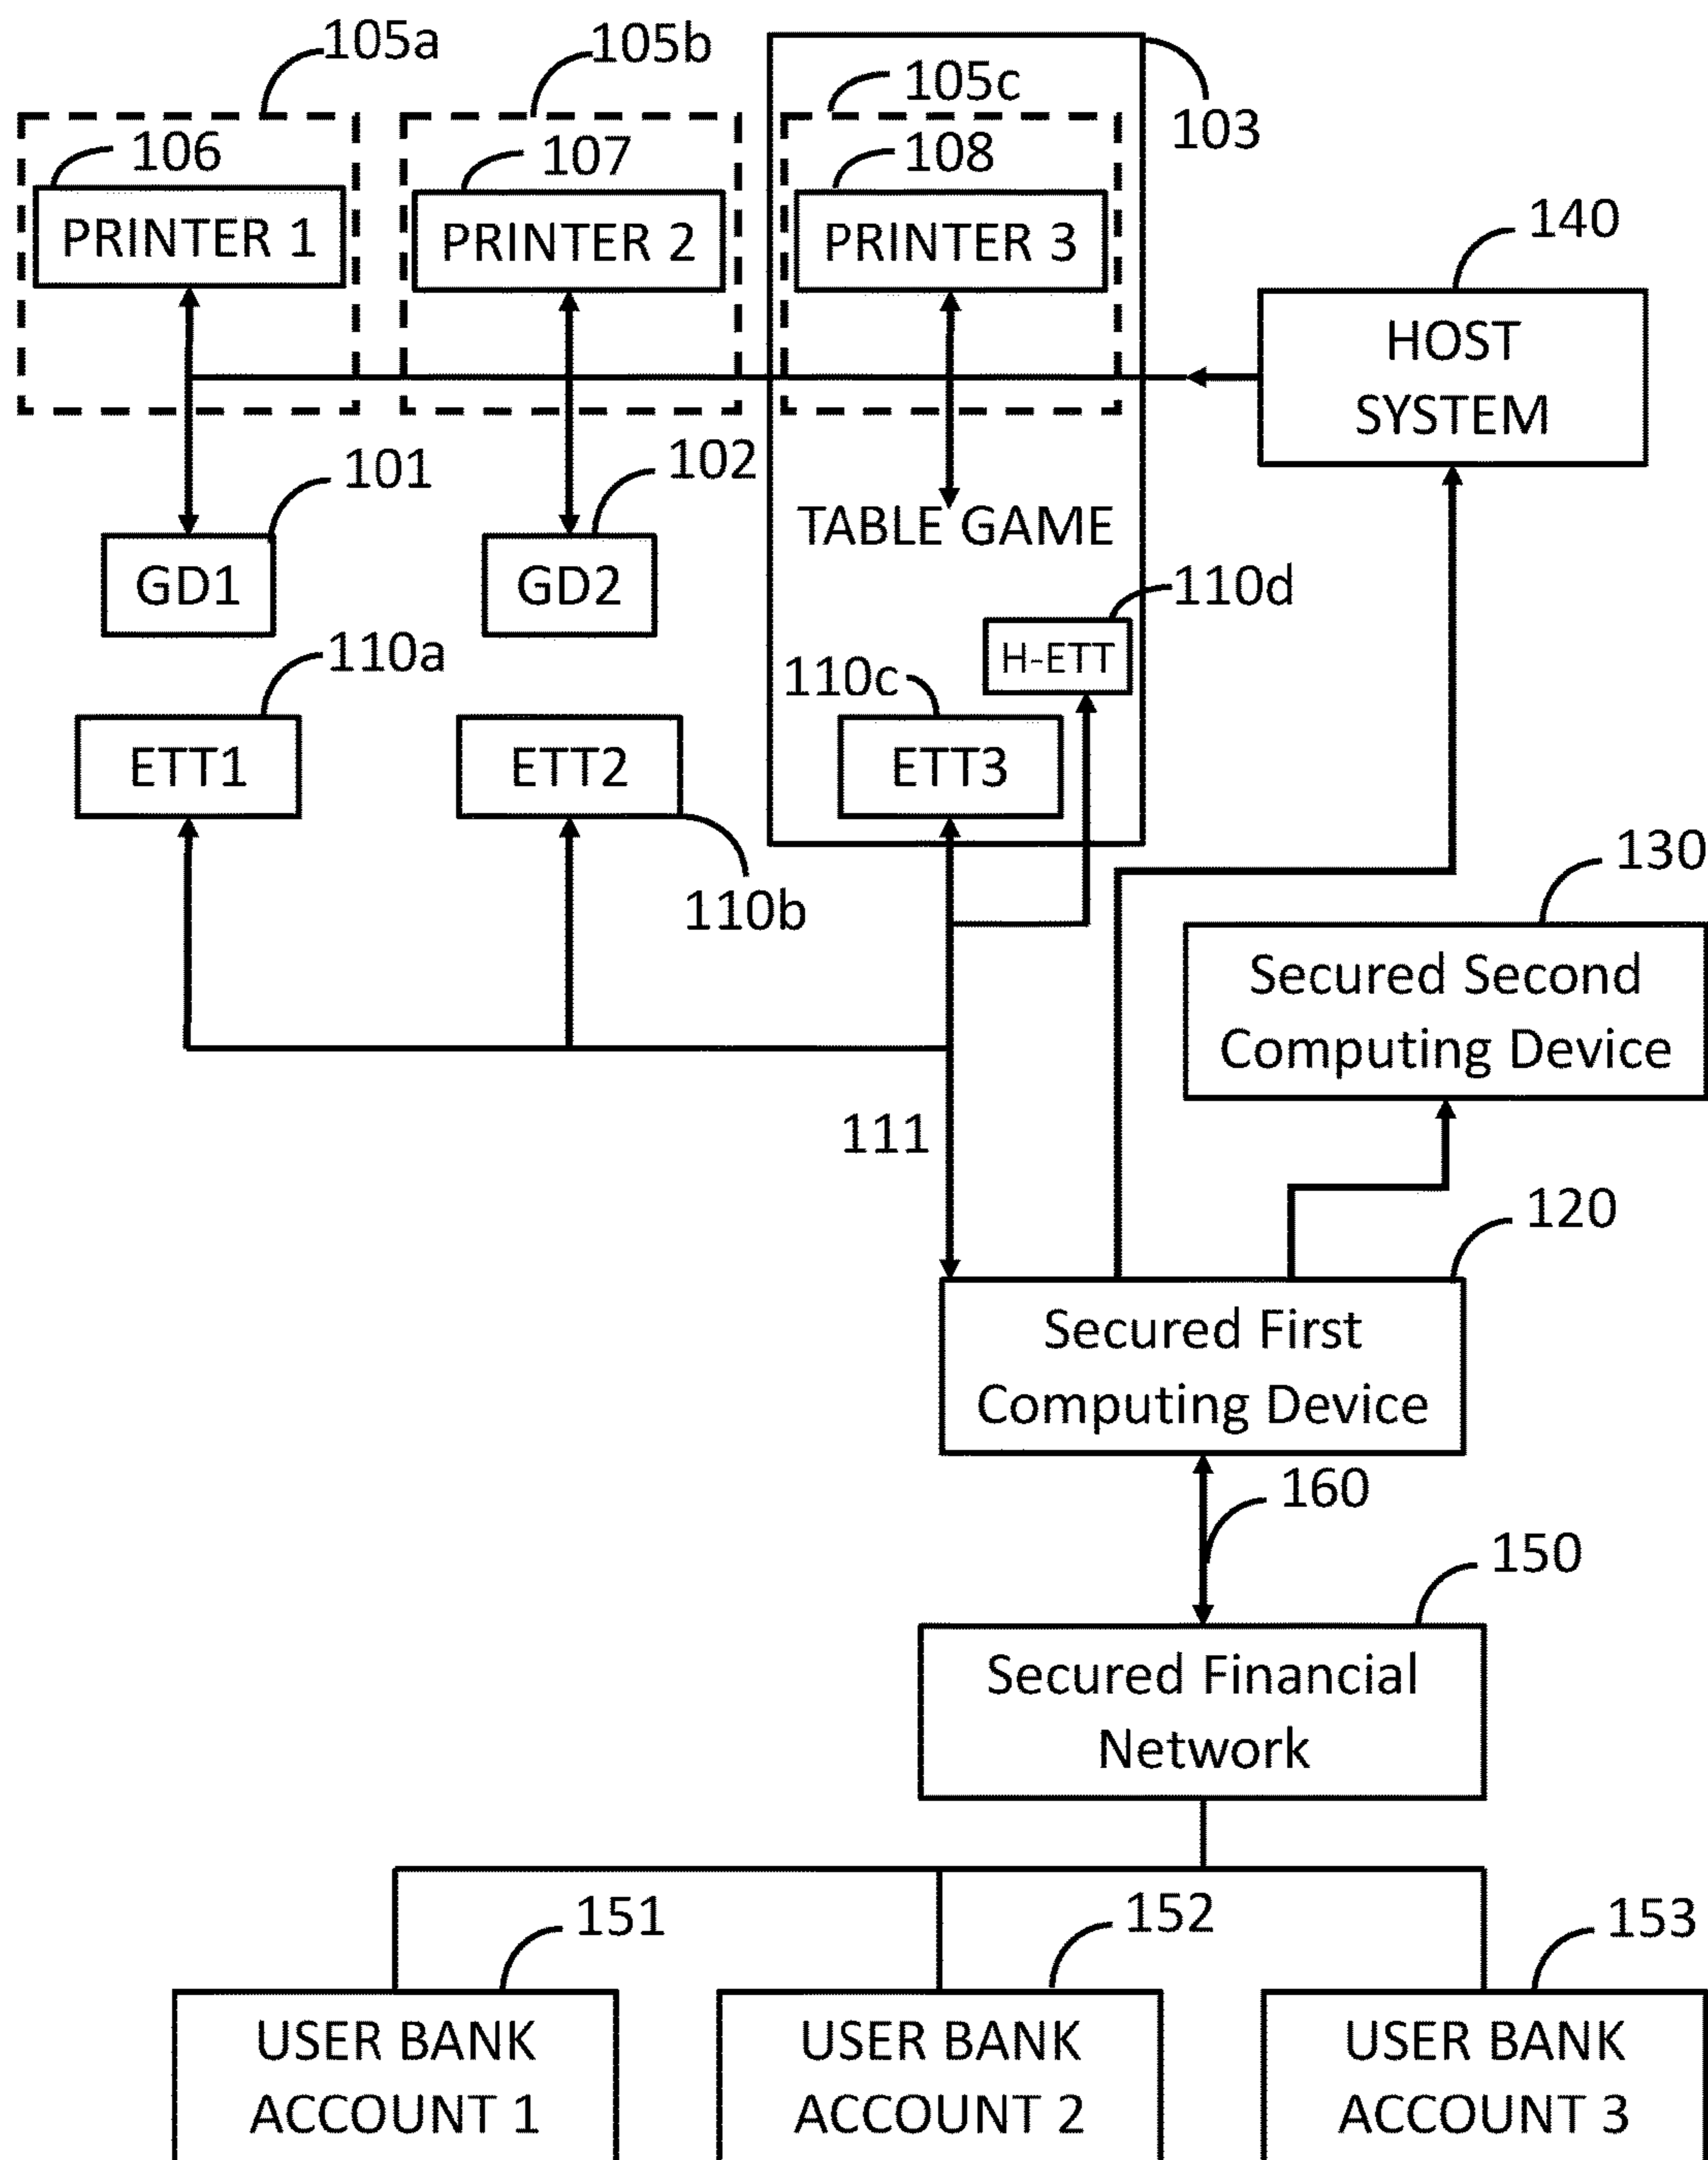 105a
105b
105c
103
106
107
108
PRINTER 1
PRINTER 2
PRINTER 3
140
HOST
SYSTEM
101
102
TABLE GAME
GD1
GD2
110d
110a
110c
H-ETT
ETT1
ETT2
ETT3
110b
130
Secured Second
Computing Device
111
120
Secured First
Computing Device
160
150
Secured Financial
Network
151
152
153
USER BANK
ACCOUNT 1
USER BANK
ACCOUNT 2
USER BANK
ACCOUNT 3